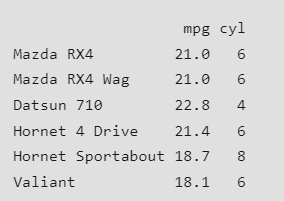 mpg cyl
Mazda RX4 21.0 6
Mazda RX4 Wag 21.0 6
Datsun 710 22.8 4
Hornet 4 Drive 21.4 6
Hornet Sportabout 18.7 8
Valiant 18.1 6